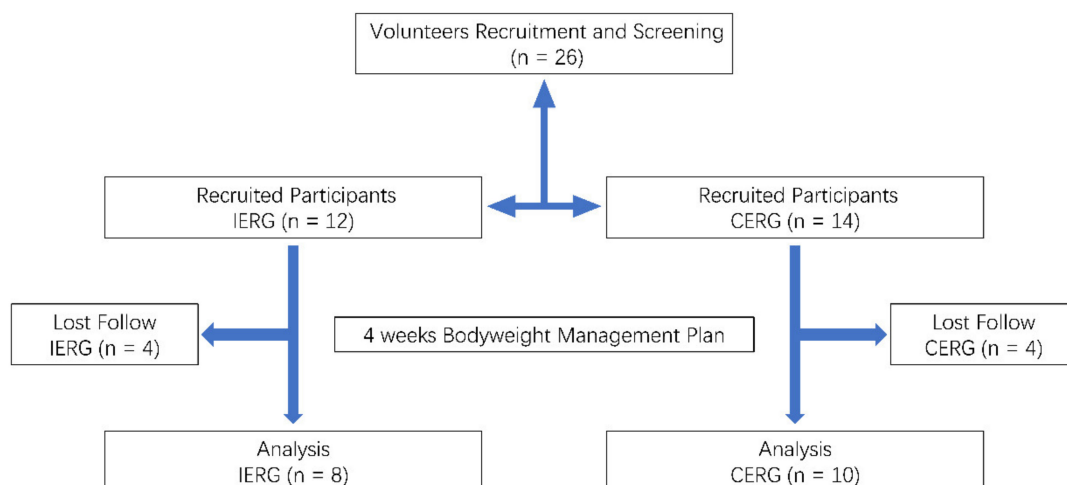 Volunteers Recruitment and Screening
(n = 26)
Recruited Participants
IERG (n = 12)
Recruited Participants
CERG (n = 14)
Lost Follow
IERG (n = 4)
4 weeks Bodyweight Management Plan
Lost Follow
CERG (n = 4)
Analysis
IERG (n = 8)
Analysis
CERG (n = 10)